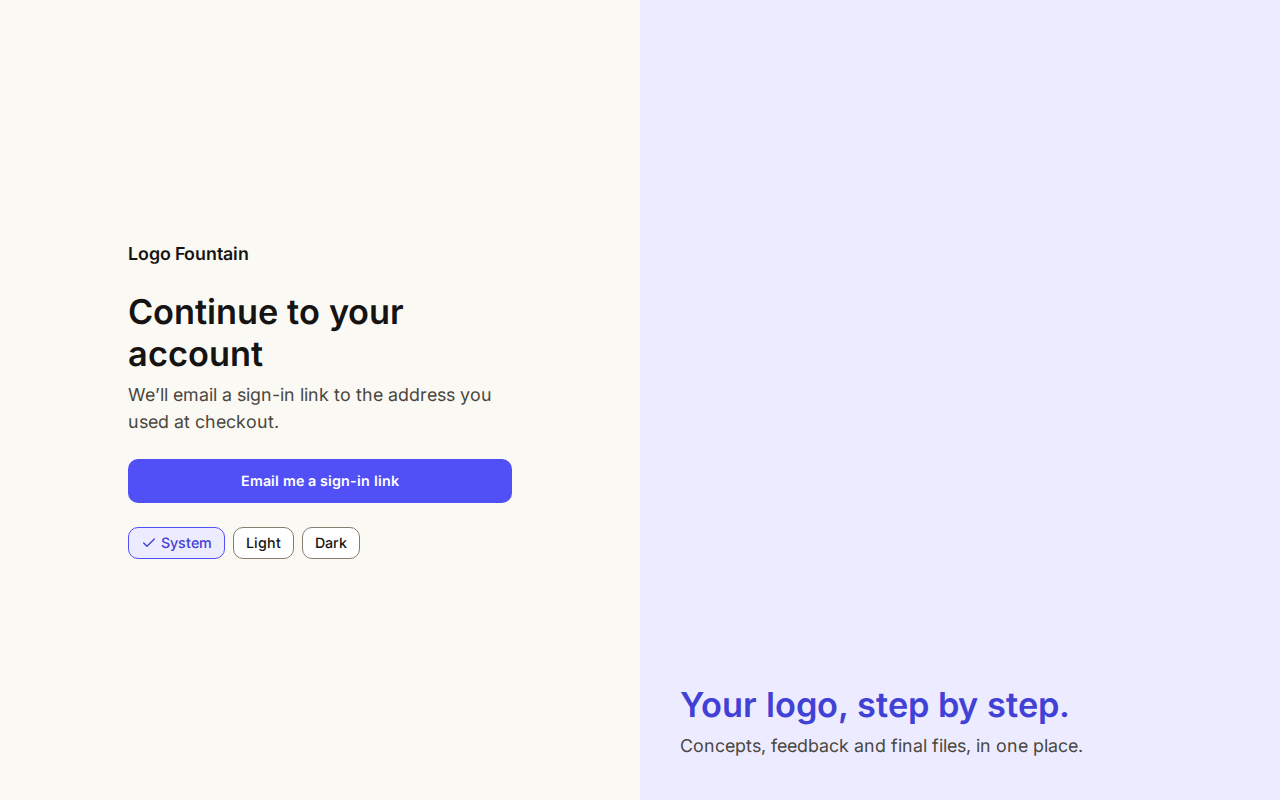 Logo Fountain
Continue to your
account
We’ll email a sign-in link to the address you
used at checkout.
Email me a sign-in link
System
Light
Dark
Your logo, step by step.
Concepts, feedback and final files, in one place.